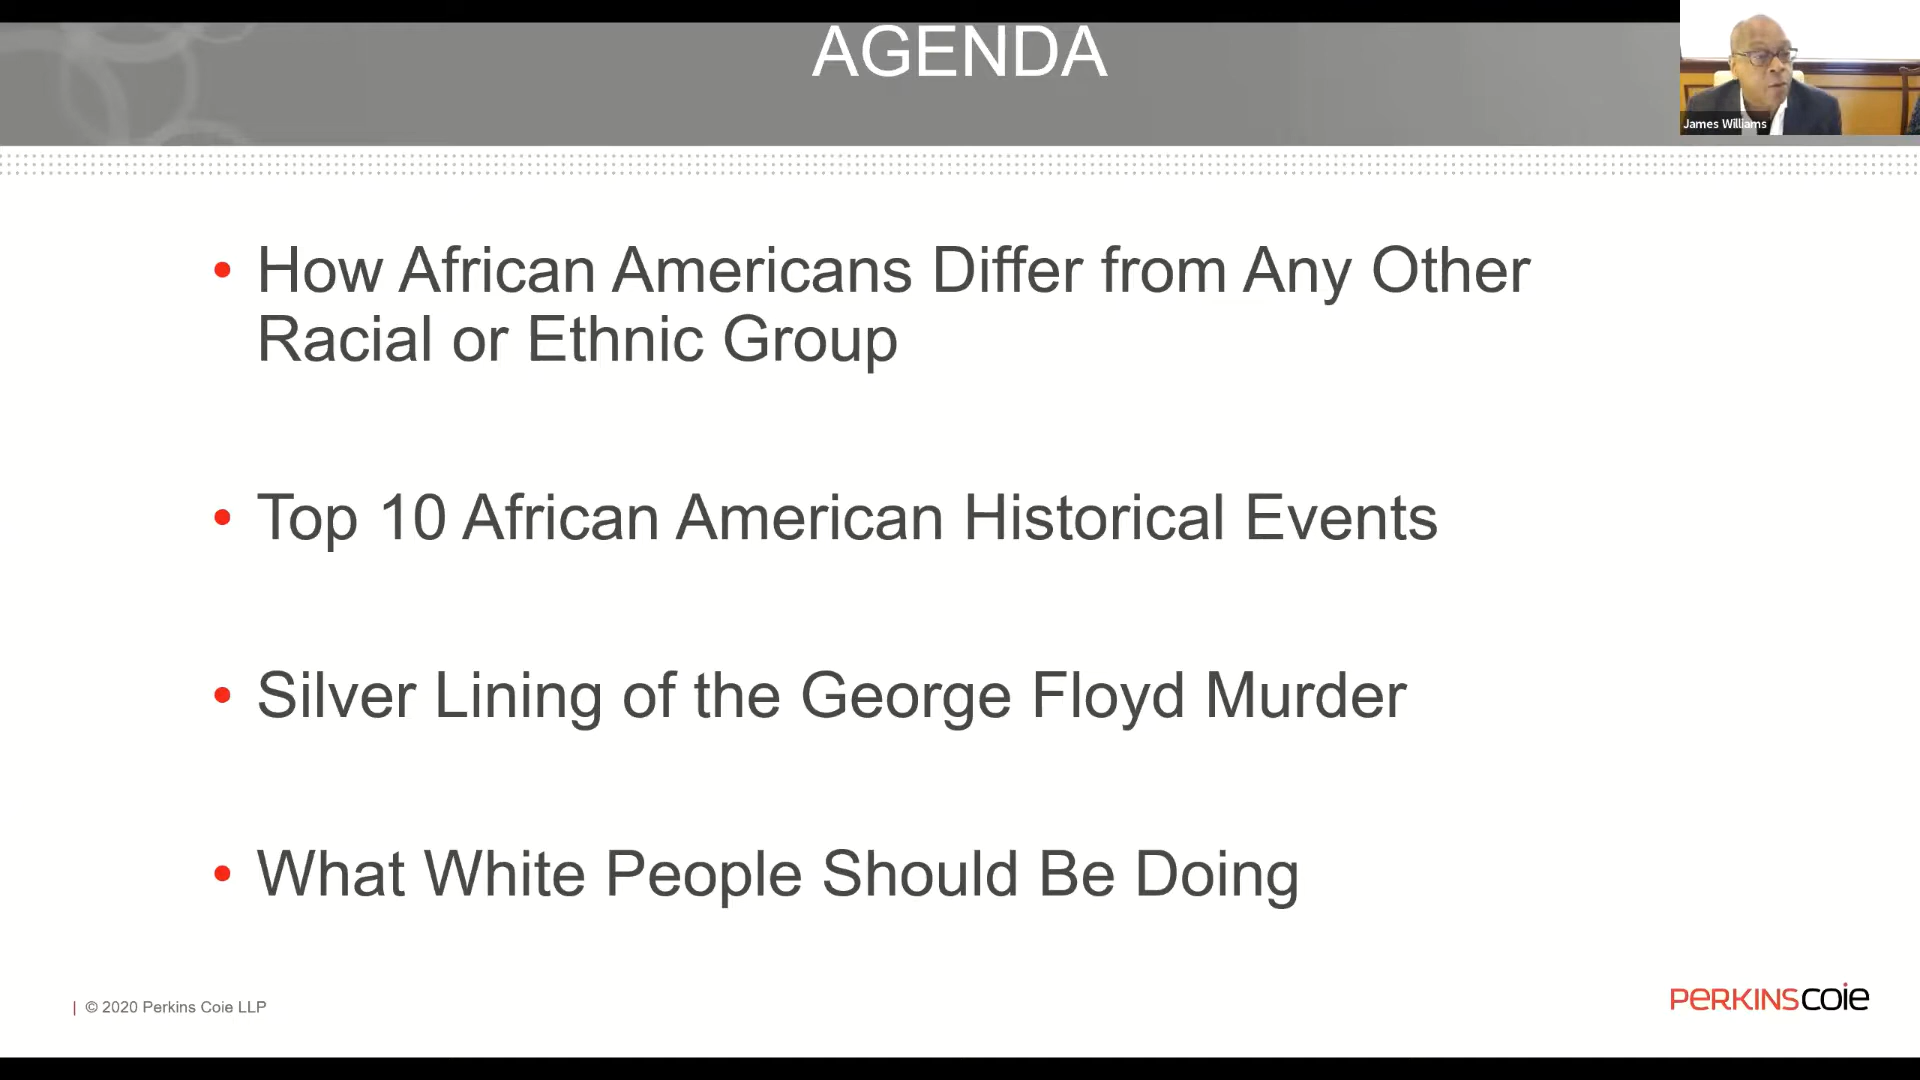 AGENDA
James Williams
• How African Americans Differ from Any Other
Racial or Ethnic Group
• Top 10 African American Historical Events
• Silver Lining of the George Floyd Murder
• What White People Should Be Doing
| © 2020 Perkins Coie LLP
PERKINSCOIE